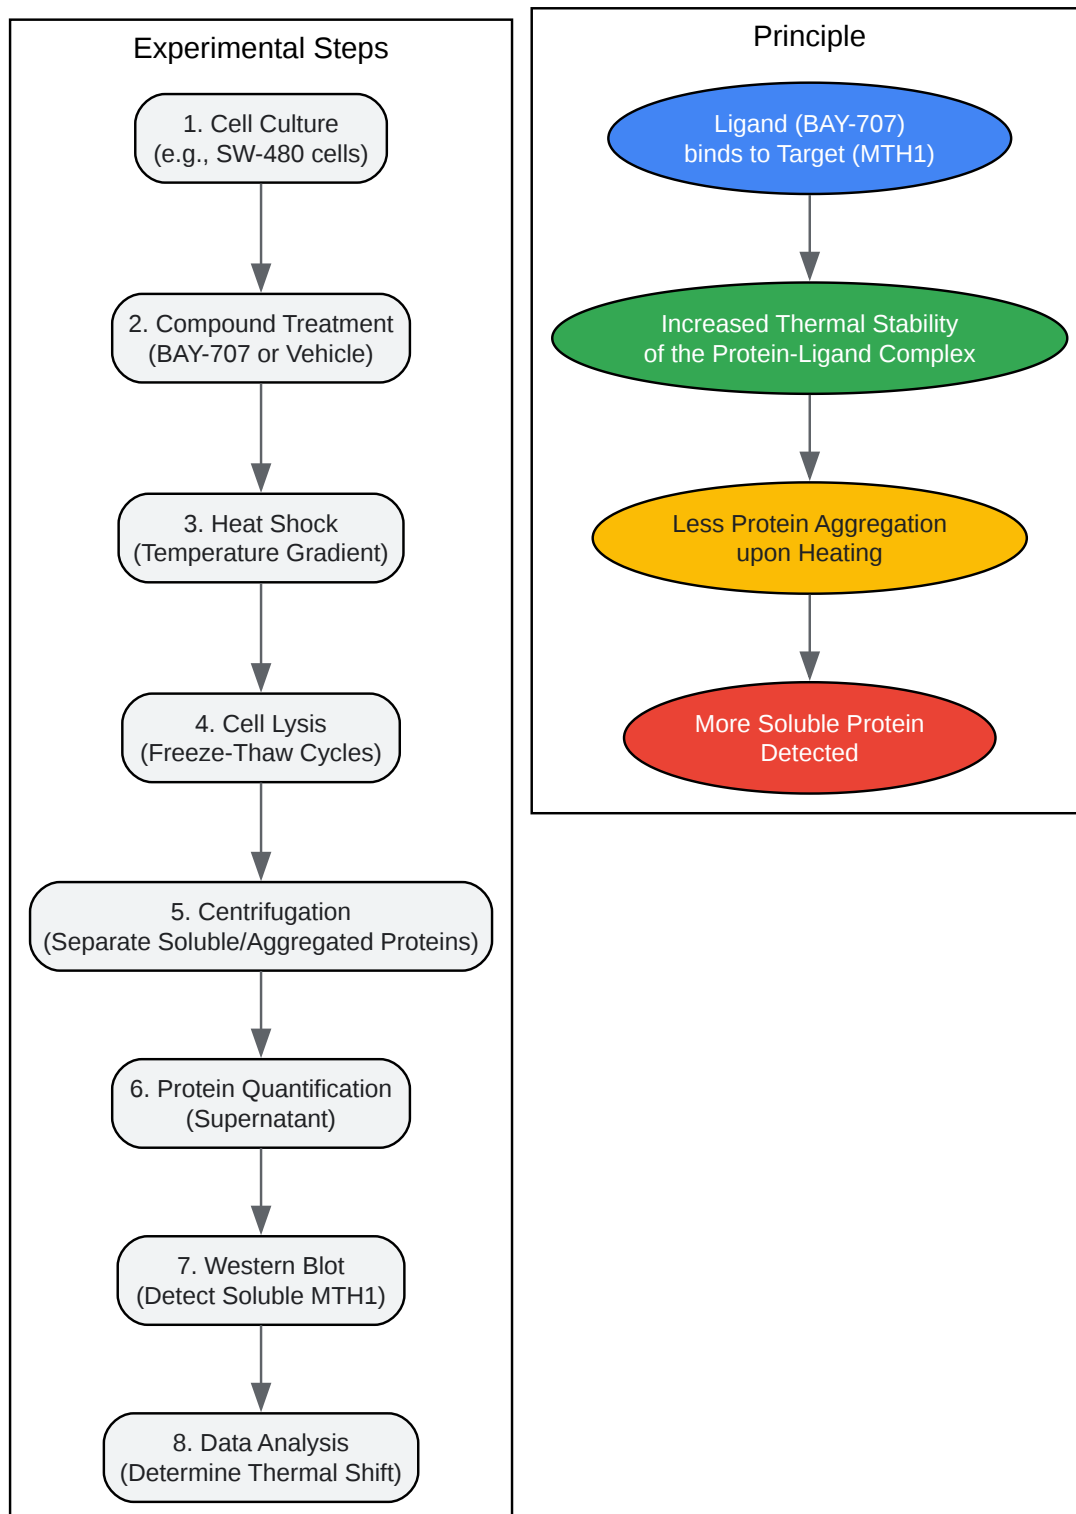 Experimental Steps
1. Cell Culture
(e.g., SW-480 cells)
2. Compound Treatment
(BAY-707 or Vehicle)
3. Heat Shock
(Temperature Gradient)
4. Cell Lysis
(Freeze-Thaw Cycles)
5. Centrifugation
(Separate Soluble/Aggregated Proteins)
6. Protein Quantification
(Supernatant)
7. Western Blot
(Detect Soluble MTH1)
8. Data Analysis
(Determine Thermal Shift)
Principle
Ligand (BAY-707)
binds to Target (MTH1)
Increased Thermal Stability
of the Protein-Ligand Complex
Less Protein Aggregation
upon Heating
More Soluble Protein
Detected